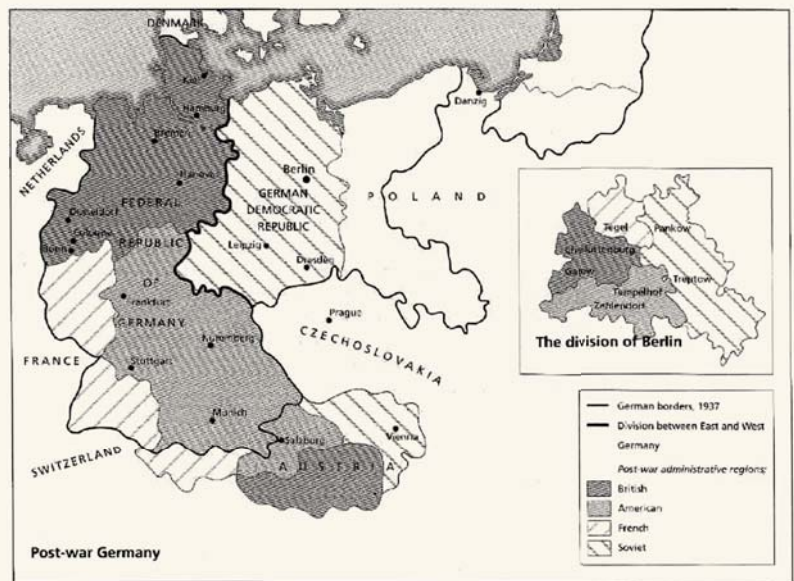 DENMARK
Kiel
Hamburg
Bremen
Hanover
NETHERLANDS
Danzig
Berlin
GERMAN
DEMOCRATIC
REPUBLIC
POLAND
Leipzig
Dresden
FEDERAL
REPUBLIC
OF
GERMANY
Dusseldorf
Cologne
Bonn
Frankfurt
Nuremberg
Stuttgart
Munich
FRANCE
SWITZERLAND
Prague
CZECHOSLOVAKIA
Salzburg
Vienna
AUSTRIA
Post-war Germany
Tegel
Pankow
Charlottenburg
Gatow
Treptow
Tempelhof
Zehlendorf
The division of Berlin
German borders, 1937
Division between East and West
Germany
Post-war administrative regions;
British
American
French
Soviet